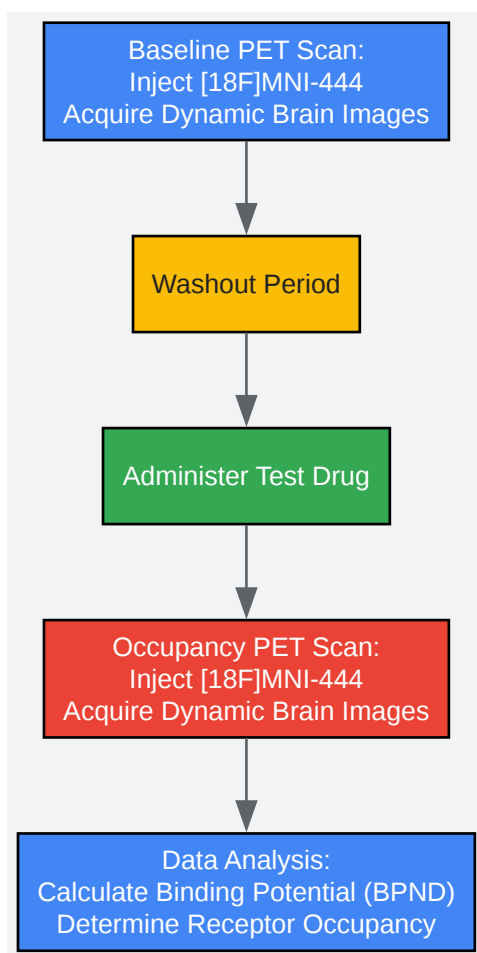 Baseline PET Scan:
Inject [18F]MNI-444
Acquire Dynamic Brain Images
Washout Period
Administer Test Drug
Occupancy PET Scan:
Inject [18F]MNI-444
Acquire Dynamic Brain Images
Data Analysis:
Calculate Binding Potential (BPND)
Determine Receptor Occupancy